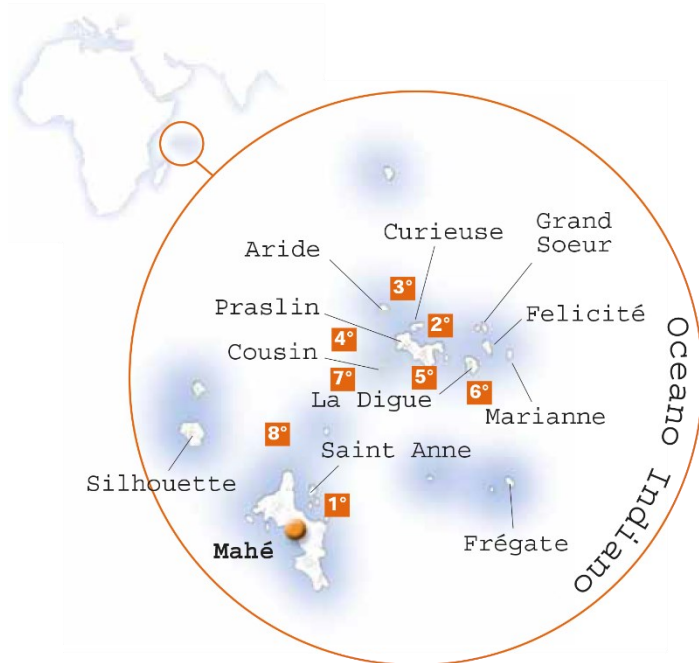 Grand
Soeur
Curieuse
Aride
3°
Praslin
2°
Felicité
4°
Cousin
7°
5°
La Digue
6°
Marianne
8°
Saint Anne
Silhouette
1°
Mahé
Frégate
Oceano Indiano